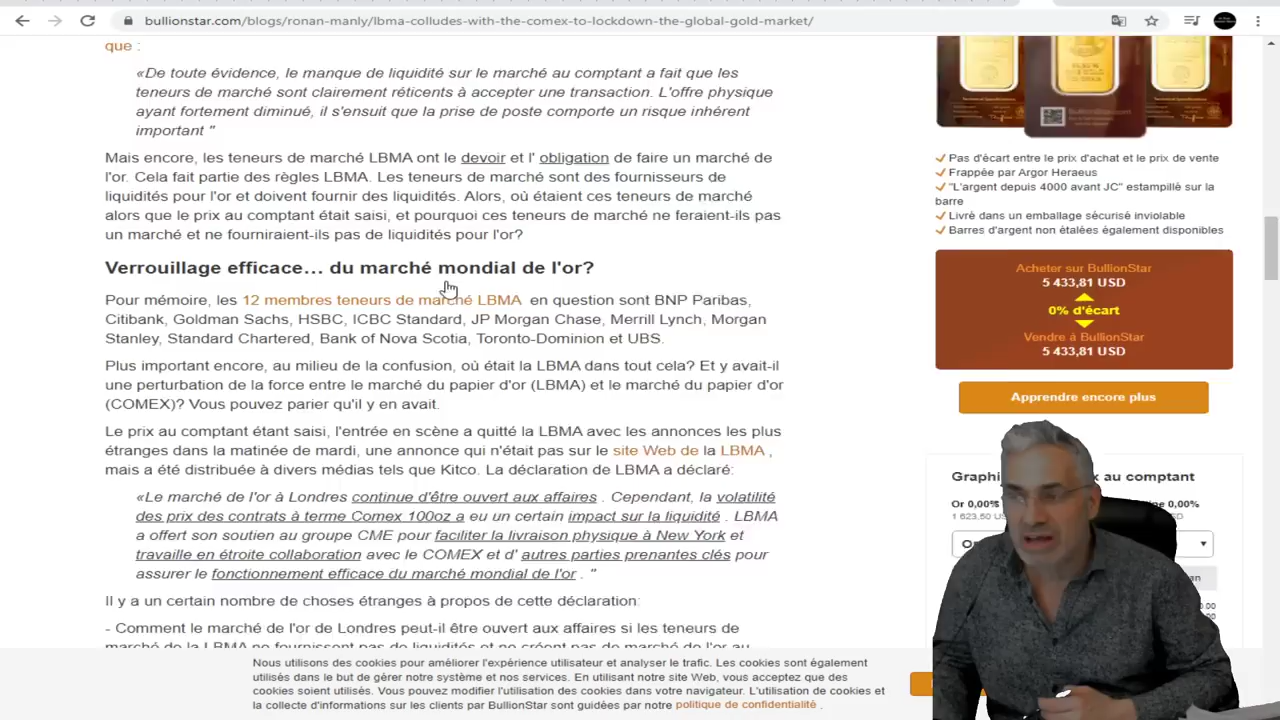 bullionstar.com/blogs/ronan-manly/lbma-colludes-with-the-comex-to-lockdown-the-global-gold-market/
que :
«De toute évidence, le manque de liquidité sur le marché au comptant a fait que les
teneurs de marché sont clairement réticents à accepter une transaction. L'offre physique
ayant fortement diminué, il s'ensuit que la prise de poste comporte un risque inhérent
important "
Mais encore, les teneurs de marché LBMA ont le devoir et l' obligation de faire un marché de
l'or. Cela fait partie des règles LBMA. Les teneurs de marché sont des fournisseurs de
liquidités pour l'or et doivent fournir des liquidités. Alors, où étaient ces teneurs de marché
alors que le prix au comptant était saisi, et pourquoi ces teneurs de marché ne feraient-ils pas
un marché et ne fourniraient-ils pas de liquidités pour l'or?
Verrouillage efficace... du marché mondial de l'or?
Pour mémoire, les 12 membres teneurs de marché LBMA en question sont BNP Paribas,
Citibank, Goldman Sachs, HSBC, ICBC Standard, JP Morgan Chase, Merrill Lynch, Morgan
Stanley, Standard Chartered, Bank of Nova Scotia, Toronto-Dominion et UBS.
Plus important encore, au milieu de la confusion, où était la LBMA dans tout cela? Et y avait-il
une perturbation de la force entre le marché du papier d'or (LBMA) et le marché du papier d'or
(COMEX)? Vous pouvez parier qu'il y en avait.
Le prix au comptant étant saisi, l'entrée en scène a quitté la LBMA avec les annonces les plus
étranges dans la matinée de mardi, une annonce qui n'était pas sur le site Web de la LBMA ,
mais a été distribuée à divers médias tels que Kitco. La déclaration de LBMA a déclaré:
«Le marché de l'or à Londres continue d'être ouvert aux affaires . Cependant, la volatilité
des prix des contrats à terme Comex 100oz a eu un certain impact sur la liquidité . LBMA
a offert son soutien au groupe CME pour faciliter la livraison physique à New York et
travaille en étroite collaboration avec le COMEX et d' autres parties prenantes clés pour
assurer le fonctionnement efficace du marché mondial de l'or . "
Il y a un certain nombre de choses étranges à propos de cette déclaration:
- Comment le marché de l'or de Londres peut-il être ouvert aux affaires si les teneurs de
marché de la LBMA ne fournissent pas de liquidités et ne créent pas de marché de l'or au
BullionStar.com
Pas d'écart entre le prix d'achat et le prix de vente
Frappée par Argor Heraeus
"L'argent depuis 4000 avant JC" estampillé sur la
barre
Livré dans un emballage sécurisé inviolable
Barres d'argent non étalées également disponibles
Acheter sur BullionStar
5 433,81 USD
0% d'écart
Vendre à BullionStar
5 433,81 USD
Apprendre encore plus
Graphi au comptant
Or 0,00% ine 0,00%
1 623,50 US
Nous utilisons des cookies pour améliorer l'expérience utilisateur et analyser le trafic. Les cookies sont également
utilisés dans le but de gérer notre système et nos services. En utilisant notre site Web, vous acceptez que des
cookies soient utilisés. Vous pouvez modifier l'utilisation des cookies dans votre navigateur. L'utilisation de cookies et
la collecte d'informations sur les clients par BullionStar sont guidées par notre politique de confidentialité .